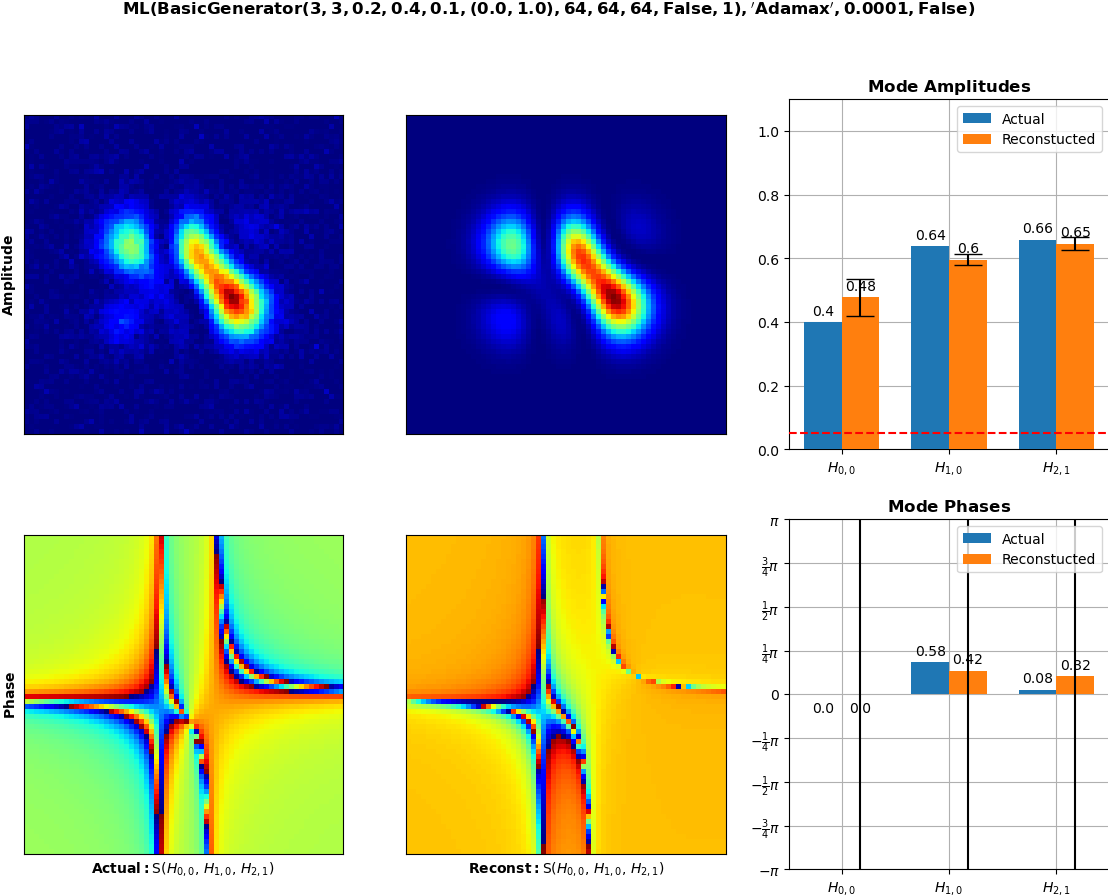 ML(BasicGenerator(3, 3, 0.2, 0.4, 0.1, (0.0, 1.0), 64, 64, 64, False, 1), 'Adamax', 0.0001, False)
Mode Amplitudes
Actual
Reconstucted
1.0
0.8
0.6
0.4
0.2
0.0
0.4
0.48
0.64
0.6
0.66
0.65
H0,0
H1,0
H2,1
Amplitude
Mode Phases
Actual
Reconstucted
π
3/4π
1/2π
1/4π
0
−1/4π
−1/2π
−3/4π
−π
0.0
0.0
0.58
0.42
0.08
0.32
H0,0
H1,0
H2,1
Phase
Actual: S(H0,0, H1,0, H2,1)
Reconst: S(H0,0, H1,0, H2,1)